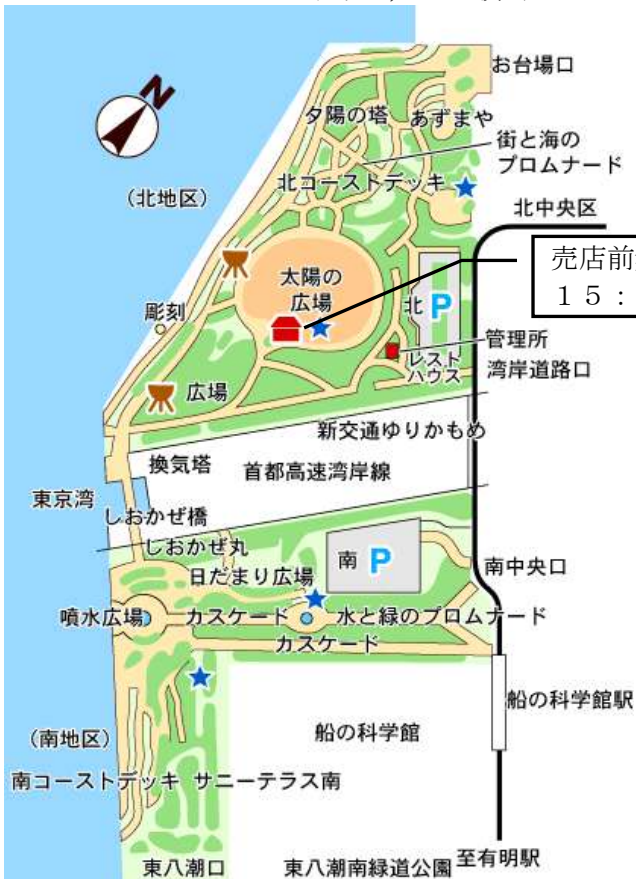 お台場口
N
夕陽の塔
あずまや
街と海の
プロムナード
北コーストデッキ
(北地区)
北中央区
太陽の
広場
売店前
15:
北 P
彫刻
管理所
レスト
ハウス
湾岸道路口
広場
新交通ゆりかもめ
換気塔
首都高速湾岸線
東京湾
しおかぜ橋
しおかぜ丸
南 P
日だまり広場
南中央口
噴水広場
カスケード
水と緑のプロムナード
カスケード
船の科学館駅
(南地区)
船の科学館
南コーストデッキ
サニーテラス南
東八潮口
東八潮南緑道公園
至有明駅